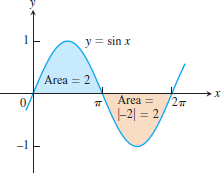 y
1
y = sin x
Area = 2
0
π
Area =
|–2| = 2
2π
x
–1